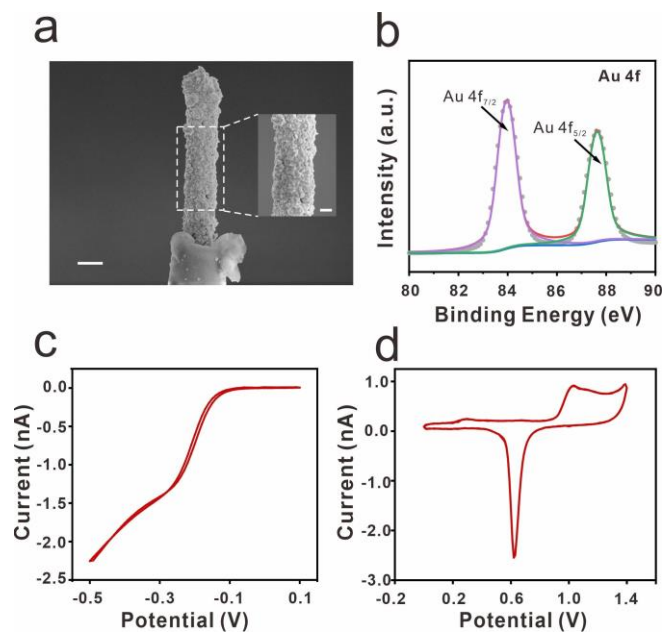 a
b
Au 4f
Au 4f7/2
Au 4f5/2
Intensity (a.u.)
80 82 84 86 88 90
Binding Energy (eV)
c
0.0
-0.5
-1.0
-1.5
-2.0
-2.5
Current (nA)
-0.5 -0.3 -0.1 0.1
Potential (V)
d
1.0
0.0
-1.0
-2.0
-3.0
Current (nA)
-0.2 0.2 0.6 1.0 1.4
Potential (V)